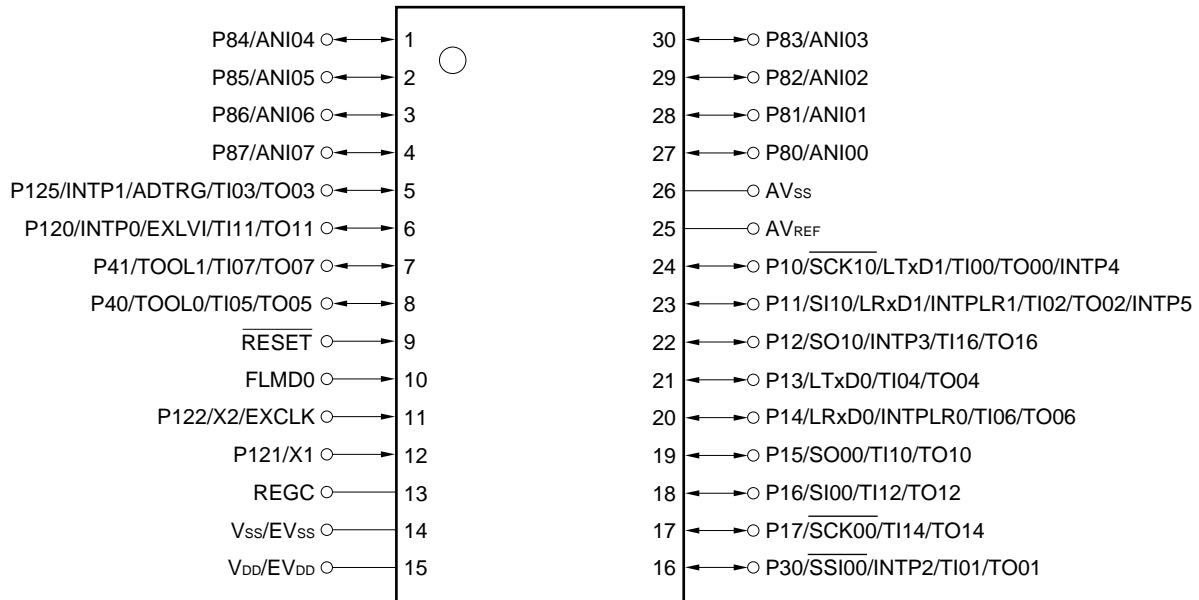 P84/ANI04 1 30 P83/ANI03
P85/ANI05 2 29 P82/ANI02
P86/ANI06 3 28 P81/ANI01
P87/ANI07 4 27 P80/ANI00
P125/INTP1/ADTRG/TI03/TO03 5 26 AVSS
P120/INTP0/EXLVI/TI11/TO11 6 25 AVREF
P41/TOOL1/TI07/TO07 7 24 P10/SCK10/LTxD1/TI00/TO00/INTP4
P40/TOOL0/TI05/TO05 8 23 P11/SI10/LRxD1/INTPLR1/TI02/TO02/INTP5
RESET 9 22 P12/SO10/INTP3/TI16/TO16
FLMD0 10 21 P13/LTxD0/TI04/TO04
P122/X2/EXCLK 11 20 P14/LRxD0/INTPLR0/TI06/TO06
P121/X1 12 19 P15/SO00/TI10/TO10
REGC 13 18 P16/SI00/TI12/TO12
VSS/EVSS 14 17 P17/SCK00/TI14/TO14
VDD/EVDD 15 16 P30/SSI00/INTP2/TI01/TO01